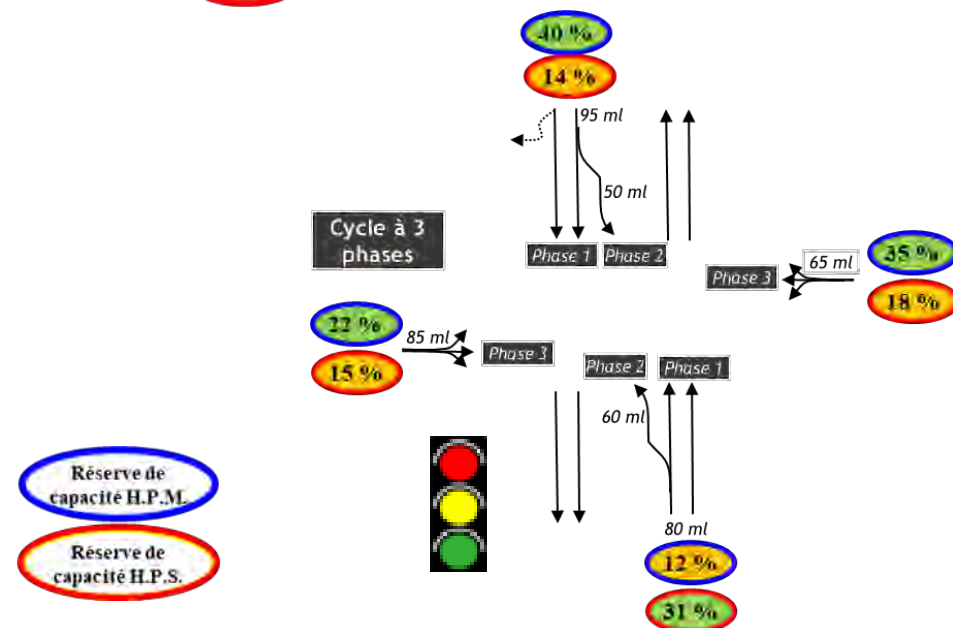 40 %
14 %
95 ml
50 ml
Cycle à 3
phases
Phase 1
Phase 2
65 ml
35 %
Phase 3
18 %
22 %
85 ml
Phase 3
15 %
Phase 2
Phase 1
60 ml
Réserve de
capacité H.P.M.
80 ml
Réserve de
capacité H.P.S.
12 %
31 %